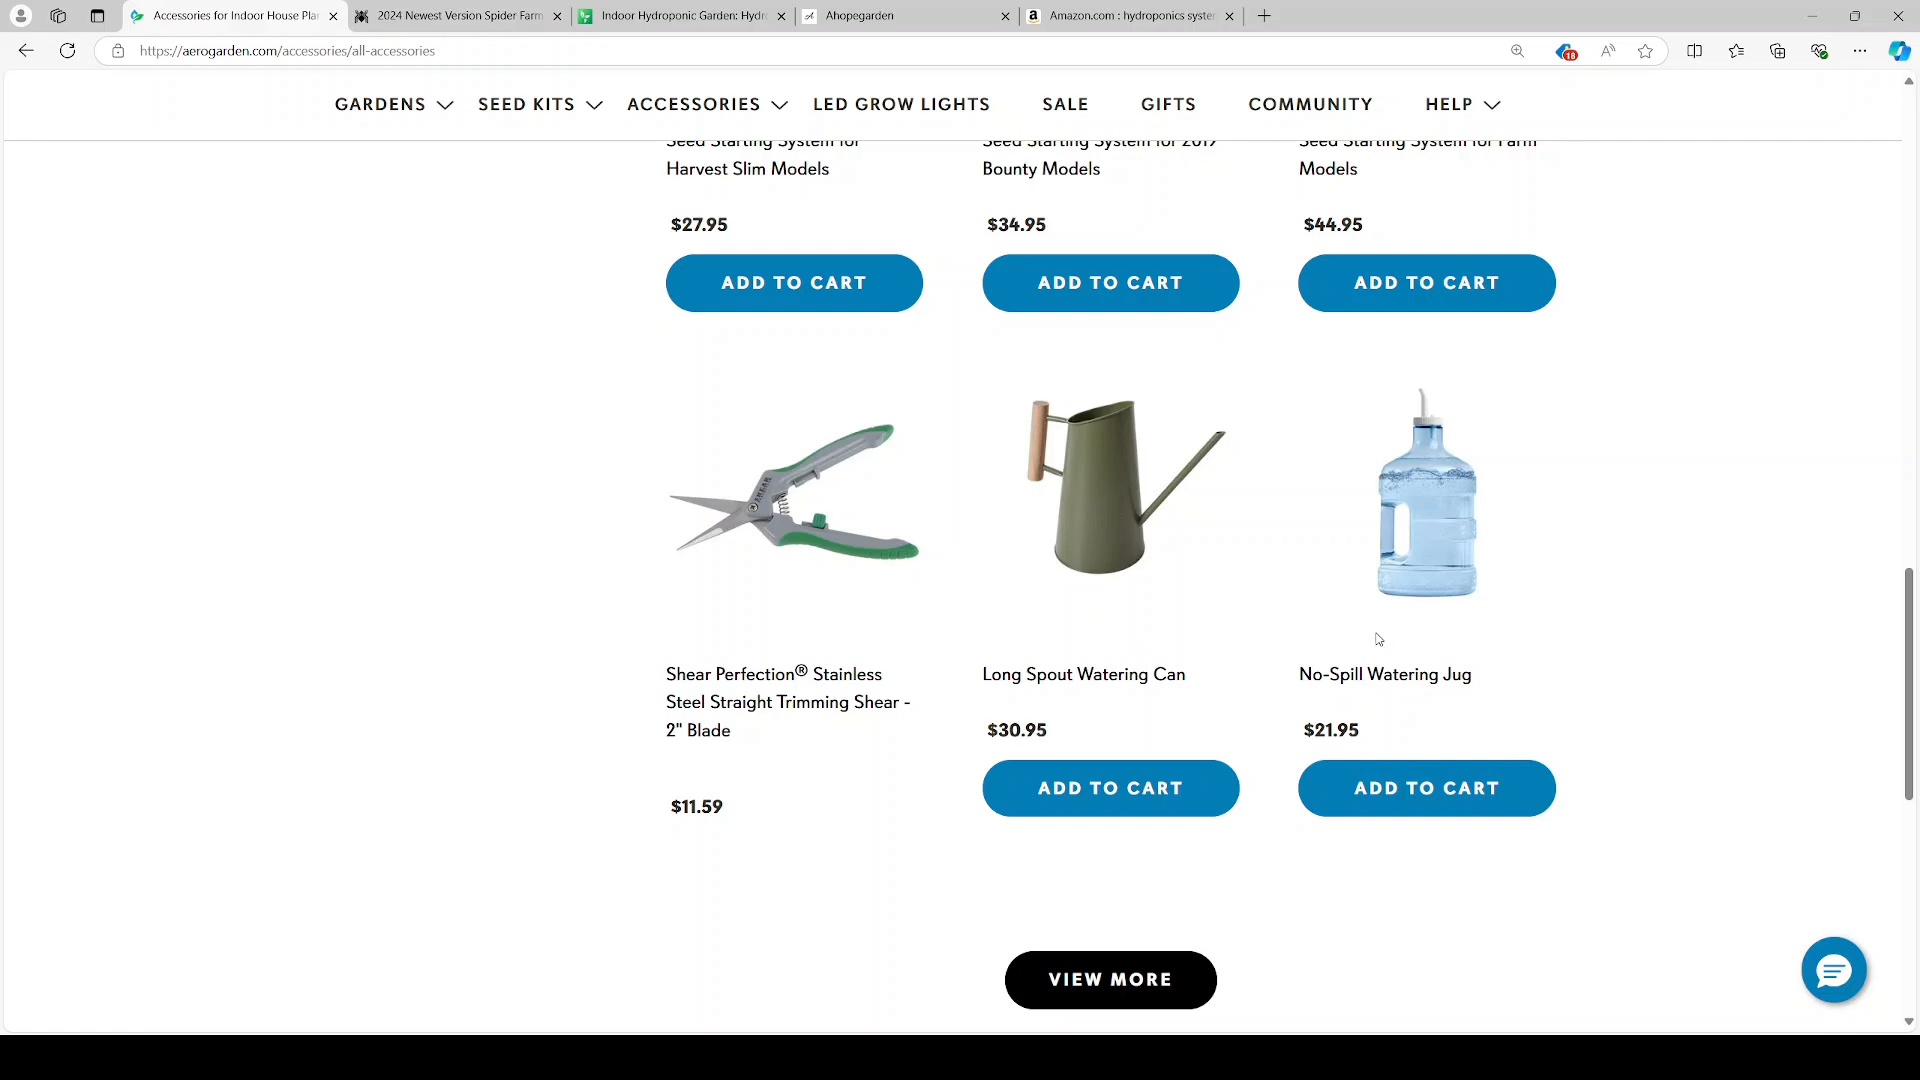 Accessories for Indoor House Plan
2024 Newest Version Spider Farm
Indoor Hydroponic Garden: Hydro
Ahopegarden
Amazon.com : hydroponics system
https://aerogarden.com/accessories/all-accessories
18
GARDENS SEED KITS ACCESSORIES LED GROW LIGHTS SALE GIFTS COMMUNITY HELP
Seed Starting System for
Harvest Slim Models
$27.95
ADD TO CART
Seed Starting System for 2019
Bounty Models
$34.95
ADD TO CART
Seed Starting System for Farm
Models
$44.95
ADD TO CART
Shear Perfection® Stainless
Steel Straight Trimming Shear -
2" Blade
$11.59
Long Spout Watering Can
$30.95
ADD TO CART
No-Spill Watering Jug
$21.95
ADD TO CART
VIEW MORE